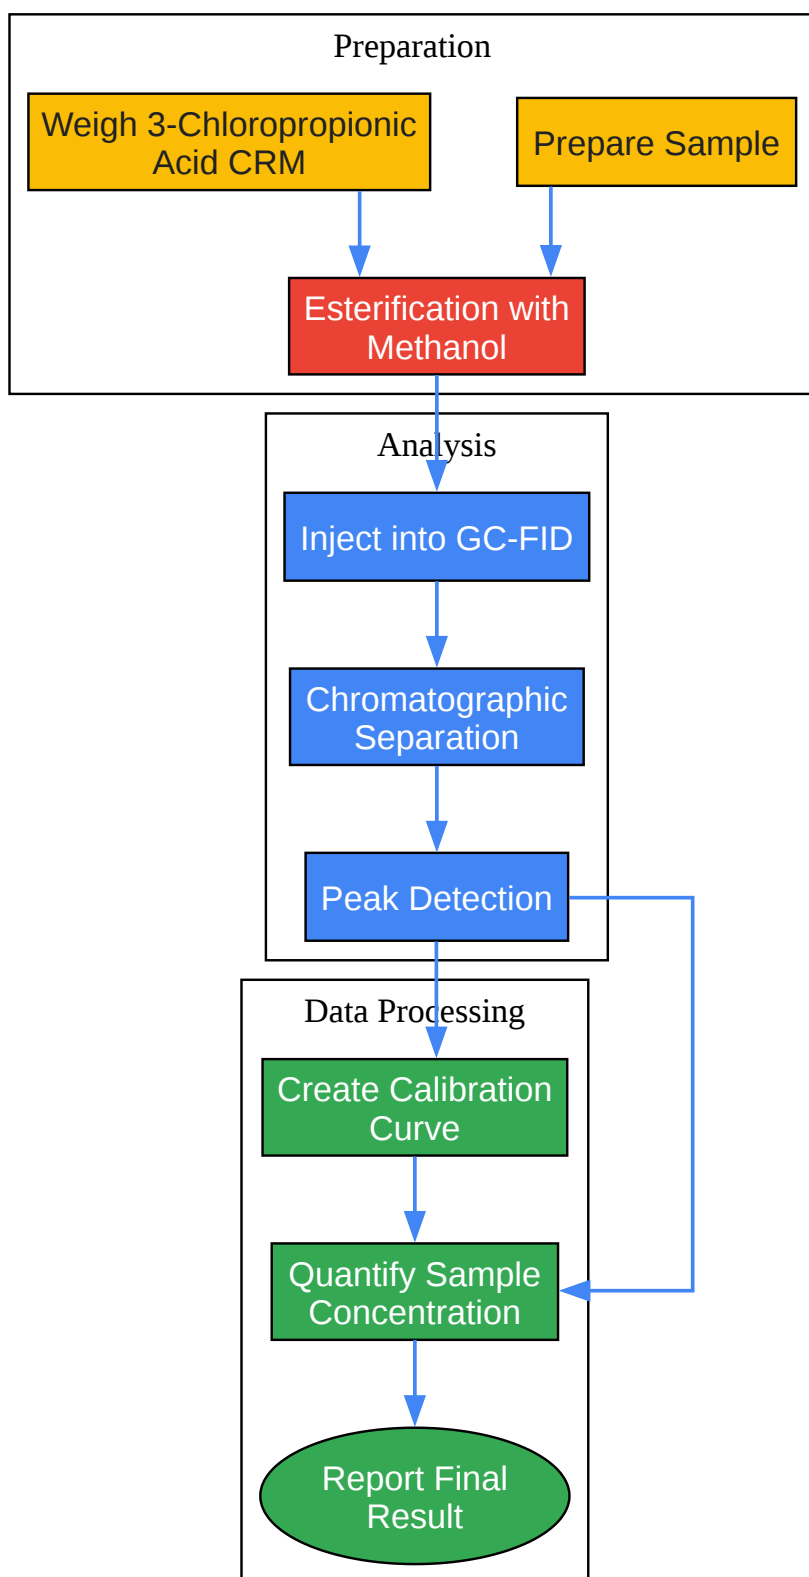 Preparation
Weigh 3-Chloropropionic
Acid CRM
Prepare Sample
Esterification with
Methanol
Analysis
Inject into GC-FID
Chromatographic
Separation
Peak Detection
Data Processing
Create Calibration
Curve
Quantify Sample
Concentration
Report Final
Result